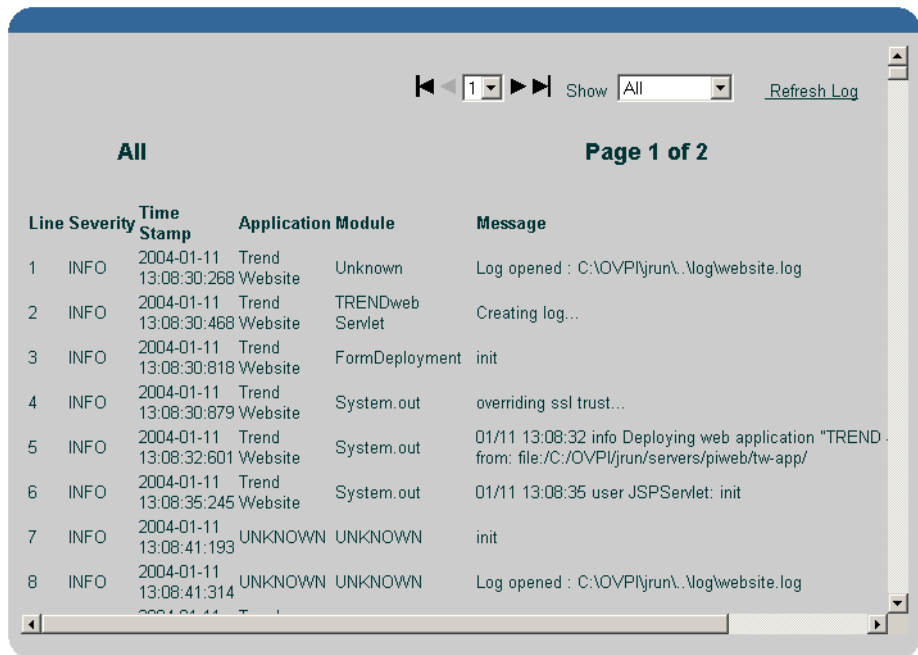 1 Show All Refresh Log
All Page 1 of 2
Line Severity Time Stamp Application Module Message
1 INFO 2004-01-11 13:08:30:268 Trend Website Unknown Log opened : C:\OVPI\jrun\..\log\website.log
2 INFO 2004-01-11 13:08:30:468 Trend Website TRENDweb Servlet Creating log...
3 INFO 2004-01-11 13:08:30:818 Trend Website FormDeployment init
4 INFO 2004-01-11 13:08:30:879 Trend Website System.out overriding ssl trust...
5 INFO 2004-01-11 13:08:32:601 Trend Website System.out 01/11 13:08:32 info Deploying web application "TREND
from: file:/C:/OVPI/jrun/servers/piweb/tw-app/
6 INFO 2004-01-11 13:08:35:245 Trend Website System.out 01/11 13:08:35 user JSPServlet: init
7 INFO 2004-01-11 13:08:41:193 UNKNOWN UNKNOWN init
8 INFO 2004-01-11 13:08:41:314 UNKNOWN UNKNOWN Log opened : C:\OVPI\jrun\..\log\website.log